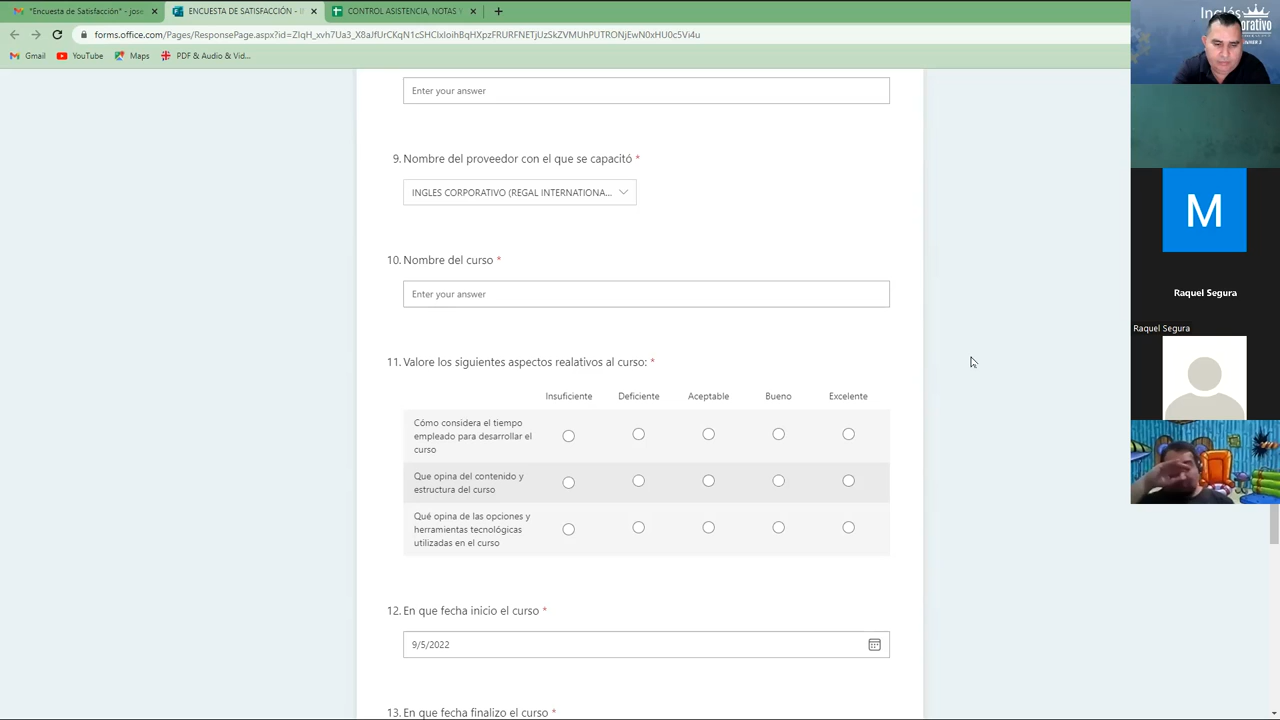 "Encuesta de Satisfacción" - jose
ENCUESTA DE SATISFACCIÓN - I
CONTROL ASISTENCIA, NOTAS Y
forms.office.com/Pages/ResponsePage.aspx?id=
Gmail
YouTube
Maps
PDF & Audio & Vid...
Enter your answer
9. Nombre del proveedor con el que se capacitó *
INGLES CORPORATIVO (REGAL INTERNATIONA...
10. Nombre del curso *
Enter your answer
11. Valore los siguientes aspectos realativos al curso: *
Insuficiente Deficiente Aceptable Bueno Excelente
Cómo considera el tiempo
empleado para desarrollar el
curso
Que opina del contenido y
estructura del curso
Qué opina de las opciones y
herramientas tecnológicas
utilizadas en el curso
12. En que fecha inicio el curso *
9/5/2022
13. En que fecha finalizo el curso *
Inglés
M
Raquel Segura
Raquel Segura